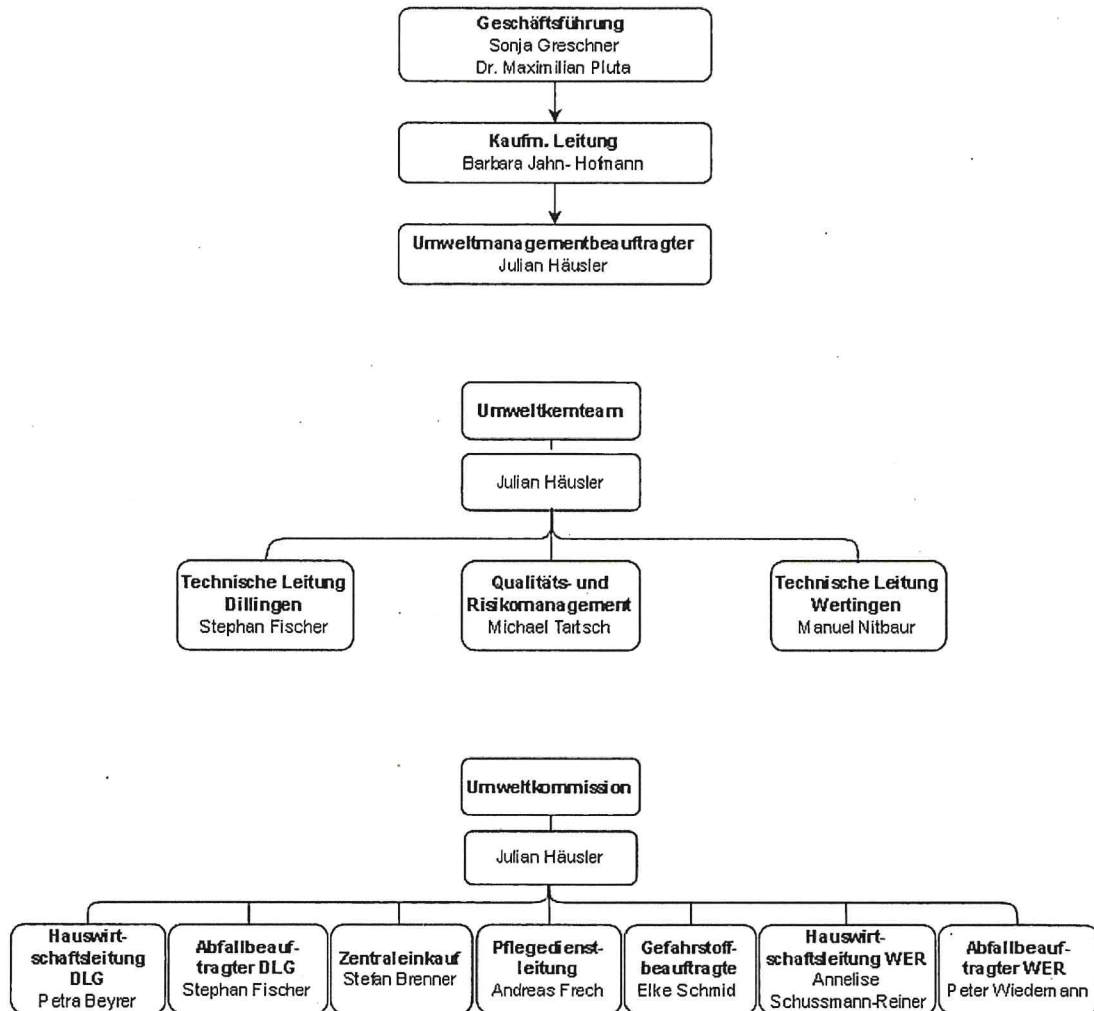 Geschäftsführung
Sonja Greschner
Dr. Maximilian Pluta
Kaufm. Leitung
Barbara Jahn- Hofmann
Umweltmanagementbeauftragter
Julian Häusler
Umweltkernteam
Julian Häusler
Technische Leitung
Dillingen
Stephan Fischer
Qualitäts- und
Risikomanagement
Michael Tartsch
Technische Leitung
Wertingen
Manuel Nitbaur
Umweltkommission
Julian Häusler
Hauswirt-
schaftsleitung
DLG
Petra Beyrer
Abfallbeauf-
tragter DLG
Stephan Fischer
Zentraleinkauf
Stefan Brenner
Pflegedienst-
leitung
Andreas Frech
Gefahrstoff-
beauftragte
Elke Schmid
Hauswirt-
schaftsleitung WER
Annelise
Schussmann-Reiner
Abfallbeauf-
tragter WER
Peter Wiedemann